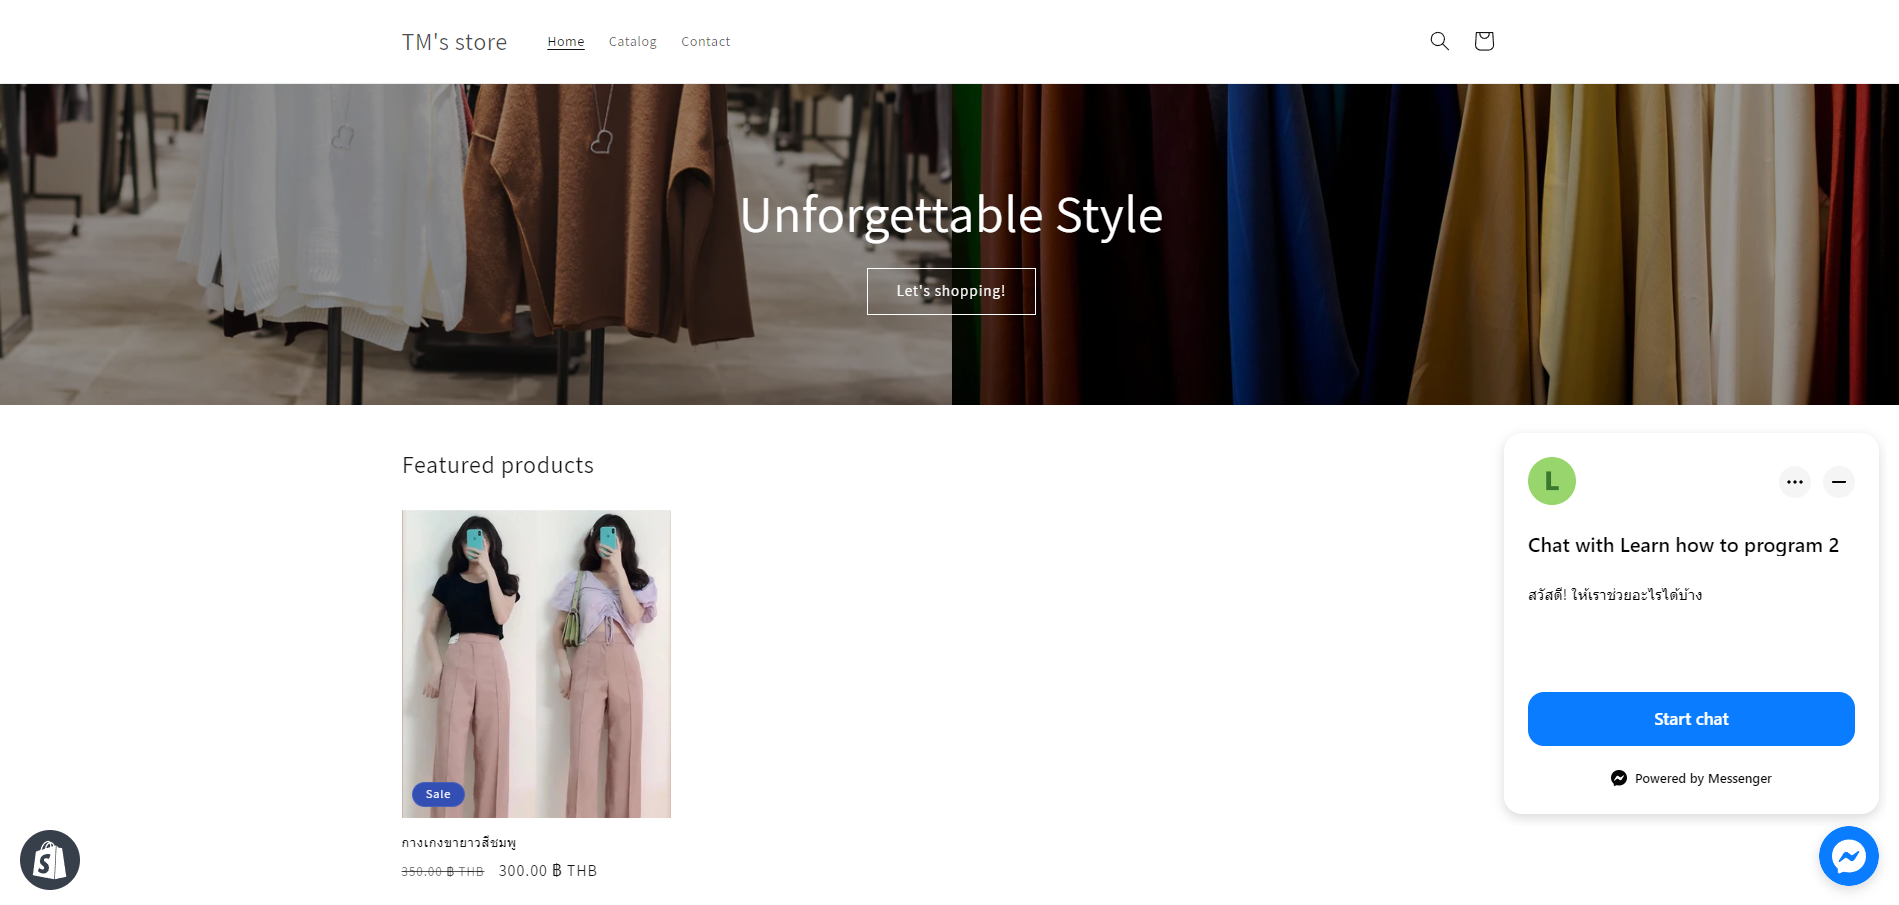 TM's store
Home
Catalog
Contact
Unforgettable Style
Let's shopping!
Featured products
Sale
กางเกงขายาวสีชมพู
350.00 ฿ THB 300.00 ฿ THB
L
Chat with Learn how to program 2
สวัสดี! ให้เราช่วยอะไรได้บ้าง
Start chat
Powered by Messenger